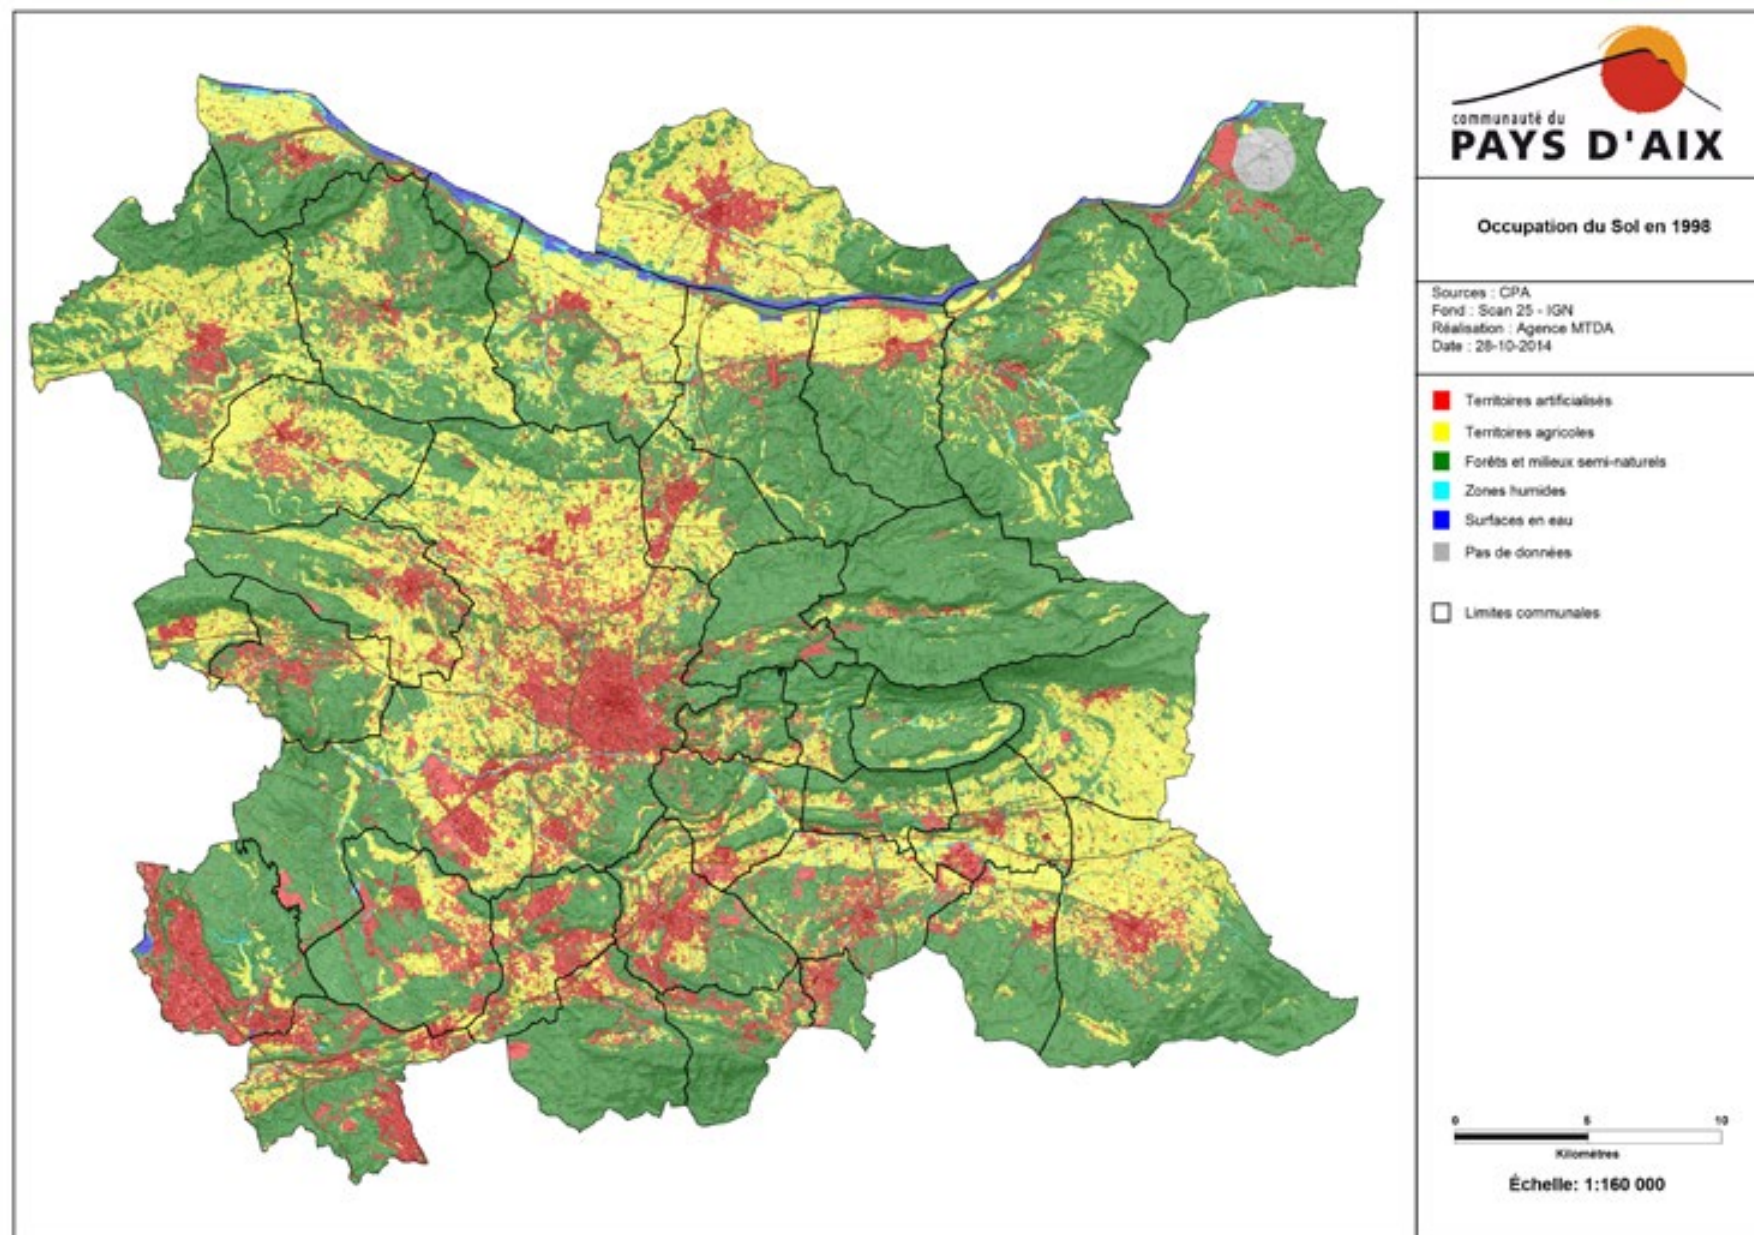 communauté du
PAYS D'AIX
Occupation du Sol en 1998
Sources : CPA
Fond : Scan 25 - IGN
Réalisation : Agence MTDA
Date : 28-10-2014
Territoires artificialisés
Territoires agricoles
Forêts et milieux semi-naturels
Zones humides
Surfaces en eau
Pas de données
Limites communales
0 5 10
Kilomètres
Échelle: 1:160 000